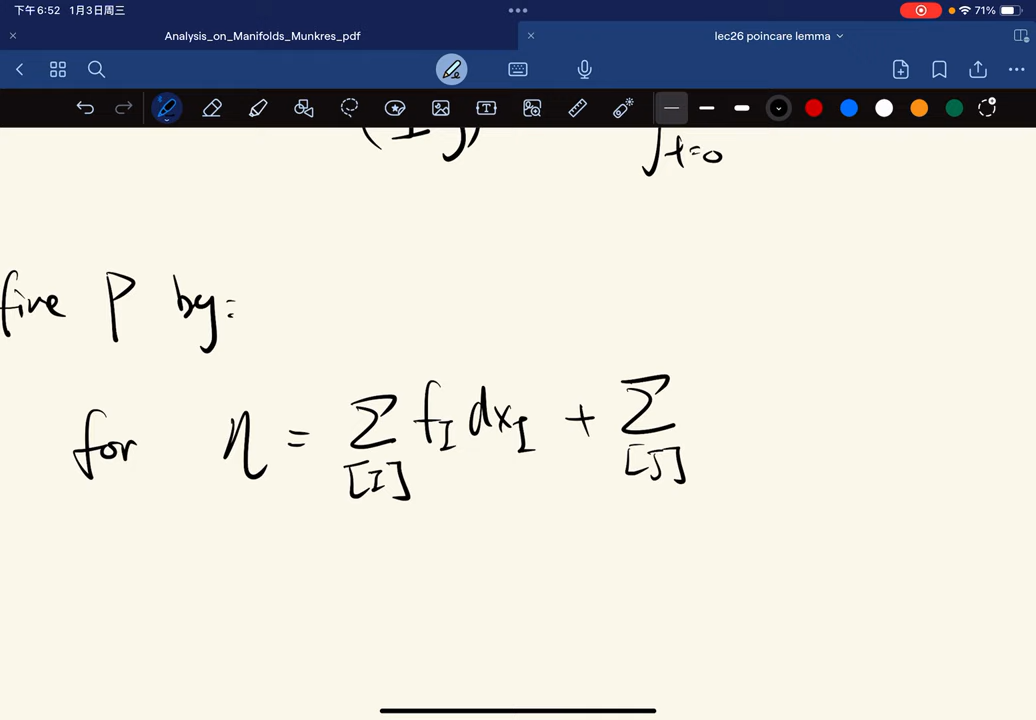 下午6:52 1月3日周三
71%
Analysis_on_Manifolds_Munkres_pdf
lec26 poincare lemma
t=0
fine P by:
for η = Σ f_I dx_I + Σ
[I] [J]